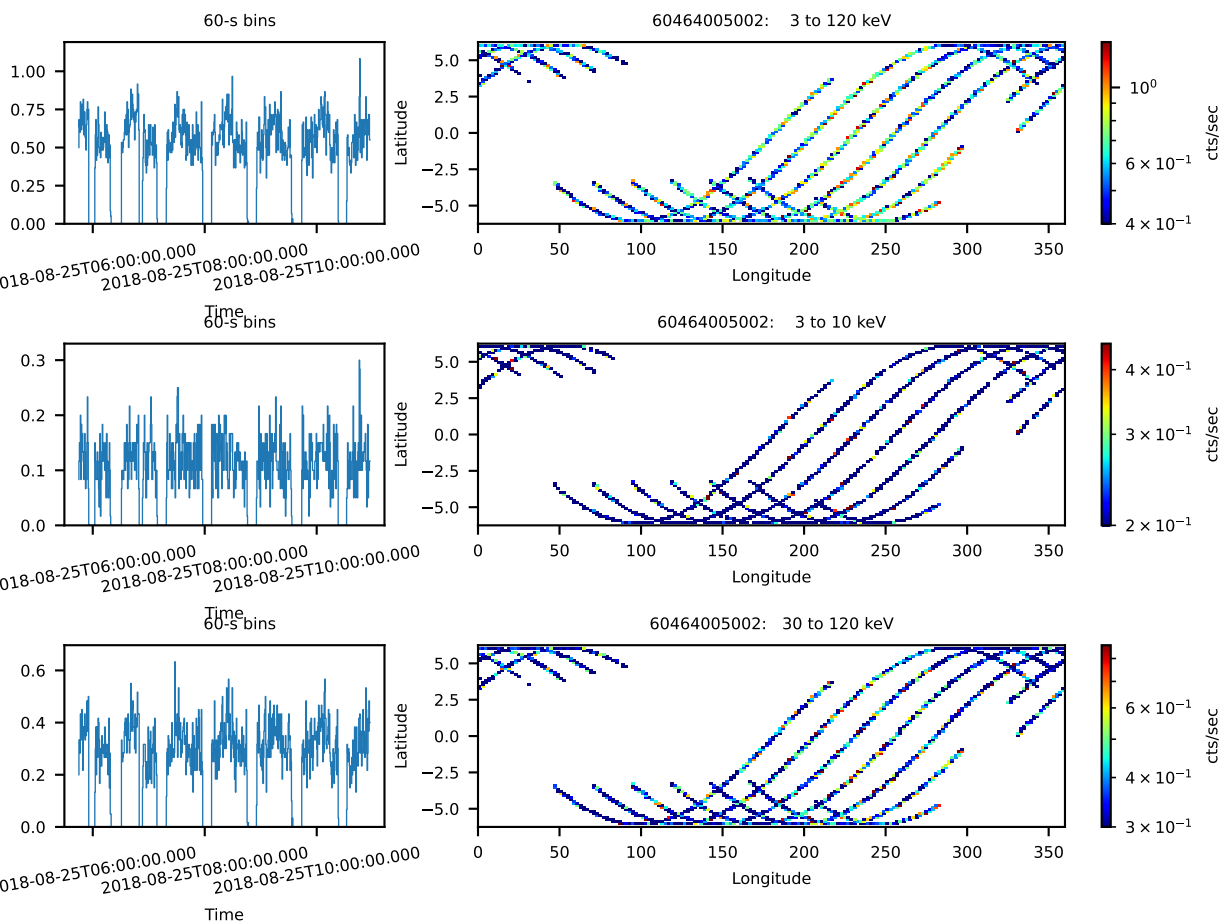 60-s bins
60464005002: 3 to 120 keV
1.00
0.75
0.50
0.25
0.00
018-08-25T06:00:00.000
2018-08-25T08:00:00.000
2018-08-25T10:00:00.000
Time
Latitude
5.0
2.5
0.0
−2.5
−5.0
0 50 100 150 200 250 300 350
Longitude
10⁰
6 × 10⁻¹
4 × 10⁻¹
cts/sec
60-s bins
60464005002: 3 to 10 keV
0.3
0.2
0.1
0.0
018-08-25T06:00:00.000
2018-08-25T08:00:00.000
2018-08-25T10:00:00.000
Time
Latitude
5.0
2.5
0.0
−2.5
−5.0
0 50 100 150 200 250 300 350
Longitude
4 × 10⁻¹
3 × 10⁻¹
2 × 10⁻¹
cts/sec
60-s bins
60464005002: 30 to 120 keV
0.6
0.4
0.2
0.0
018-08-25T06:00:00.000
2018-08-25T08:00:00.000
2018-08-25T10:00:00.000
Time
Latitude
5.0
2.5
0.0
−2.5
−5.0
0 50 100 150 200 250 300 350
Longitude
6 × 10⁻¹
4 × 10⁻¹
3 × 10⁻¹
cts/sec